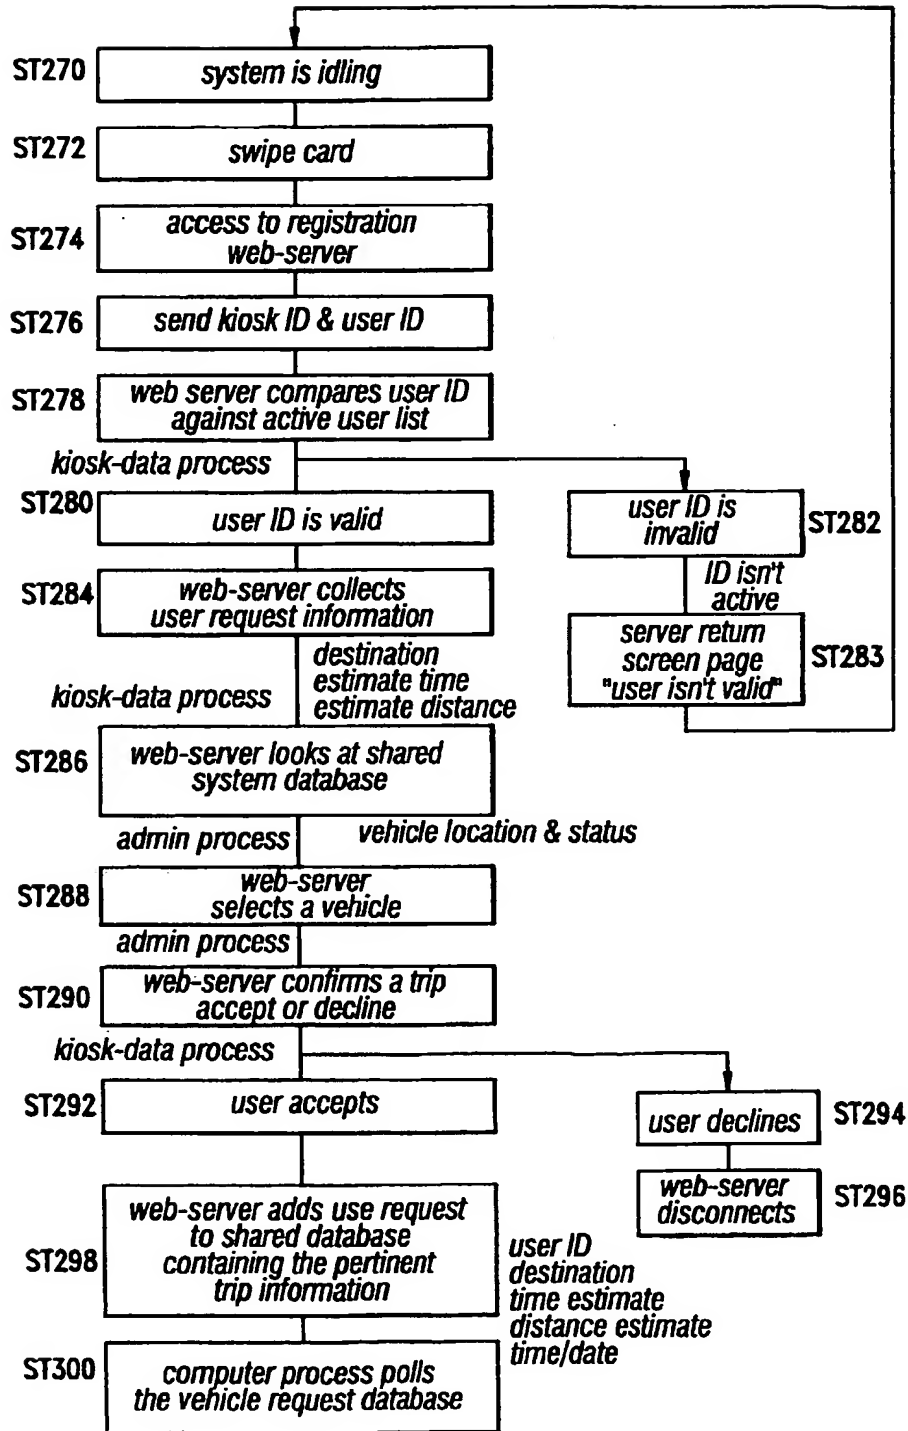 ST270
system is idling
ST272
swipe card
ST274
access to registration
web-server
ST276
send kiosk ID & user ID
ST278
web server compares user ID
against active user list
kiosk-data process
ST280
user ID is valid
user ID is
invalid
ST282
ID isn't
active
ST284
web-server collects
user request information
server return
screen page
"user isn't valid"
ST283
destination
estimate time
estimate distance
kiosk-data process
ST286
web-server looks at shared
system database
admin process
vehicle location & status
ST288
web-server
selects a vehicle
admin process
ST290
web-server confirms a trip
accept or decline
kiosk-data process
ST292
user accepts
user declines
ST294
web-server
disconnects
ST296
ST298
web-server adds use request
to shared database
containing the pertinent
trip information
user ID
destination
time estimate
distance estimate
time/date
ST300
computer process polls
the vehicle request database